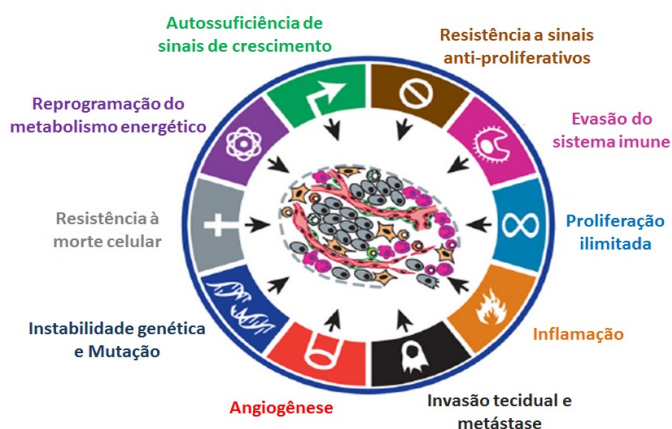 Autossuficiência de
sinais de crescimento
Resistência a sinais
anti-proliferativos
Reprogramação do
metabolismo energético
Evasão do
sistema imune
Resistência à
morte celular
Proliferação
ilimitada
Instabilidade genética
e Mutação
Inflamação
Angiogênese
Invasão tecidual e
metástase